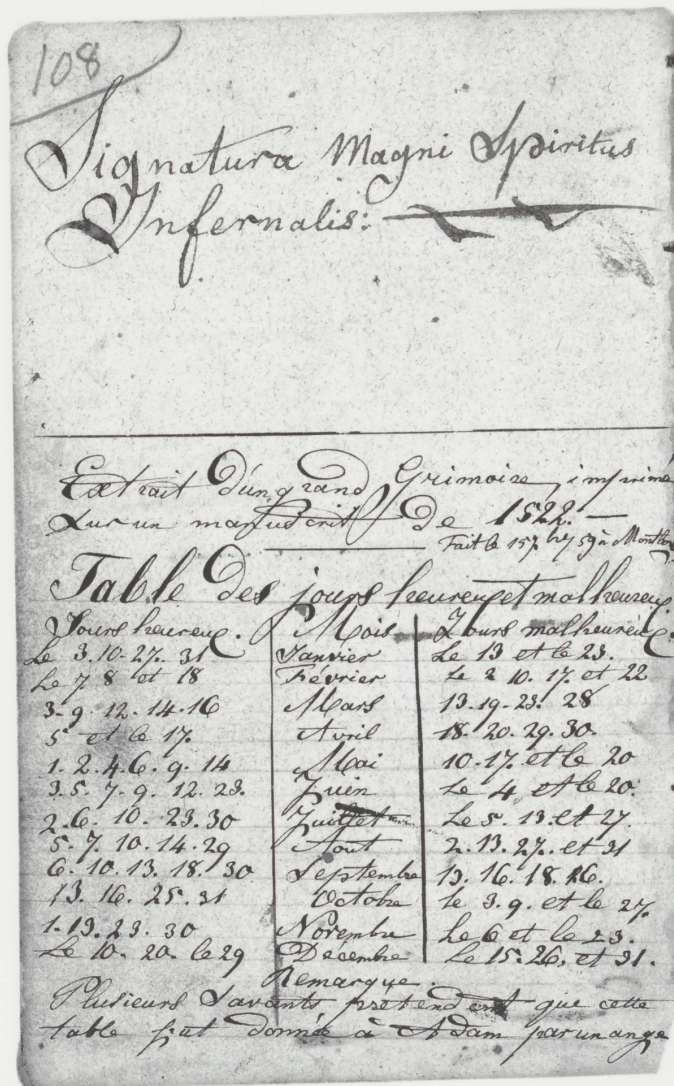 108
Signatura Magni Spiritus
Infernalis:
Extrait d'un grand Grimoire, imprimé
sur un manuscrit de 1522. —
Fait le 157 à
Table des jours heureux et malheureux.
Jours heureux. Mois Jours malheureux.
Le 3. 10. 27. 31 Janvier Le 13 et le 23.
Le 7 8 et 18 Février Le 2 10. 17. et 22
3. 9. 12. 14. 16 Mars 13. 19. 23. 28
5 et le 17. Avril 18. 20. 29. 30.
1. 2. 4. 6. 9. 14 Mai 10. 17. et le 20
3. 5. 7. 9. 12. 23. Juin Le 4 et le 20.
2. 6. 10. 23. 30 Juillet Le 5. 13. et 27.
5. 7. 10. 14. 29 Aout 2. 13. 27. et 31
6. 10. 13. 18. 30 Septembre 13. 16. 18. 26.
13. 16. 25. 31 Octobre le 3. 9. et le 27.
1. 13. 23. 30 Novembre Le 6 et le 23.
Le 10. 20. le 29 Decembre Le 15. 26. et 31.
Remarque.
Plusieurs Savants pretendent que cette
table fut donnée à Adam par un ange